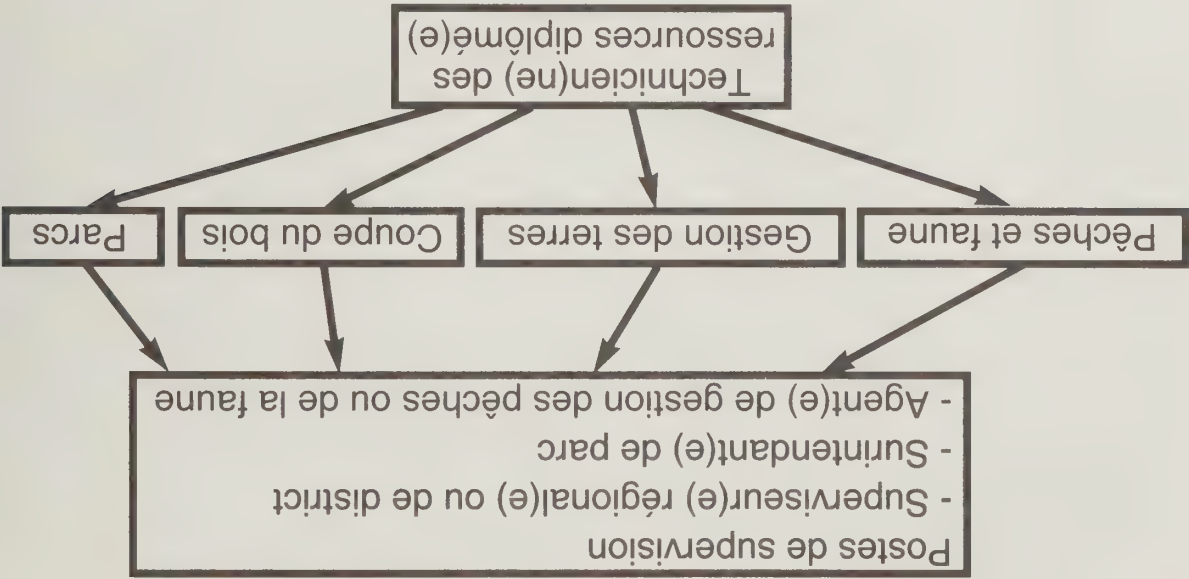 Postes de supervision
- Superviseur(e) régional(e) ou de district
- Surintendant(e) de parc
- Agent(e) de gestion des pêches ou de la faune
Pêches et faune
Gestion des terres
Coupe du bois
Parcs
Technicien(ne) des
ressources diplômé(e)